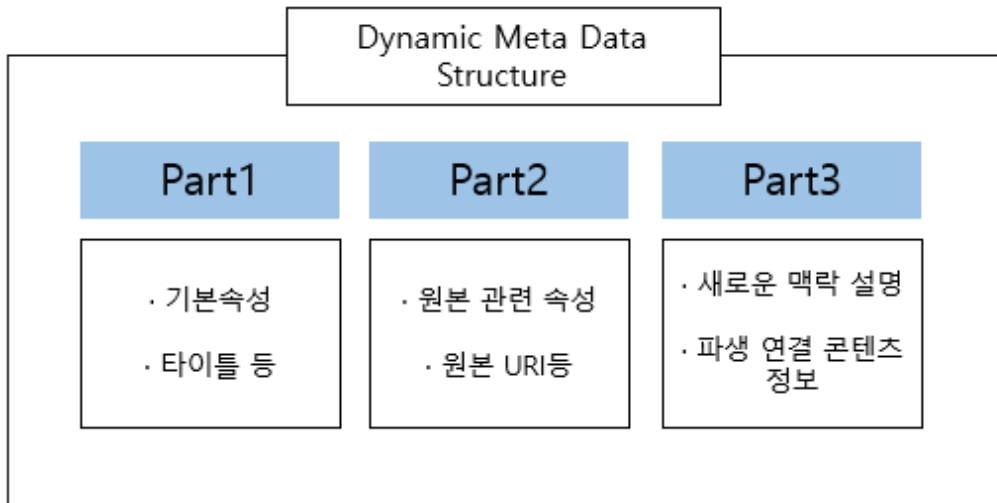 Dynamic Meta Data
Structure
Part1
Part2
Part3
· 기본속성
· 타이틀 등
· 원본 관련 속성
· 원본 URI등
· 새로운 맥락 설명
· 파생 연결 콘텐츠
정보